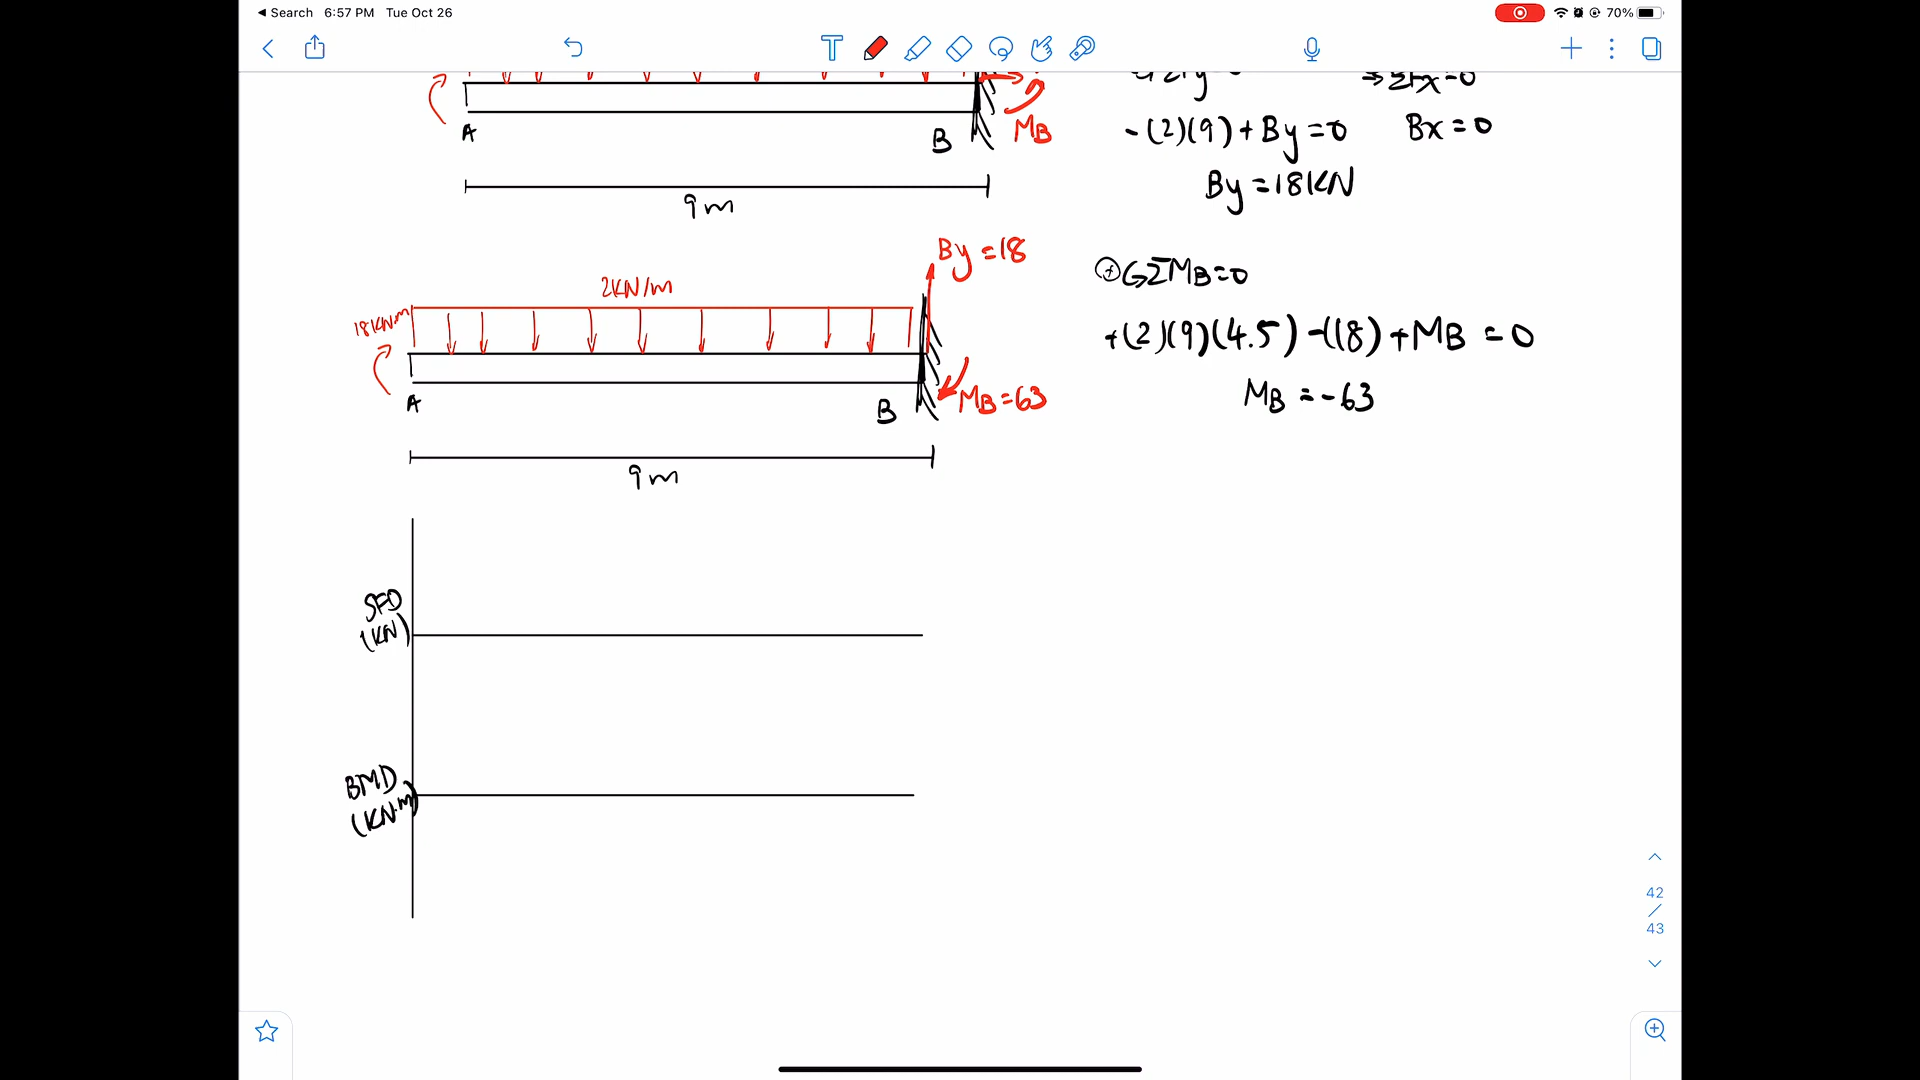 ◀ Search 6:57 PM Tue Oct 26
70%
→ΣFx=0
A
B
MB
-(2)(9)+By=0
Bx=0
By=18KN
9m
By=18
2KN/m
18KN.m
A
B
MB=63
9m
ΣMB=0
+(2)(9)(4.5)-(18)+MB=0
MB=-63
SFD
(KN)
BMD
(KN.m)
42
/
43